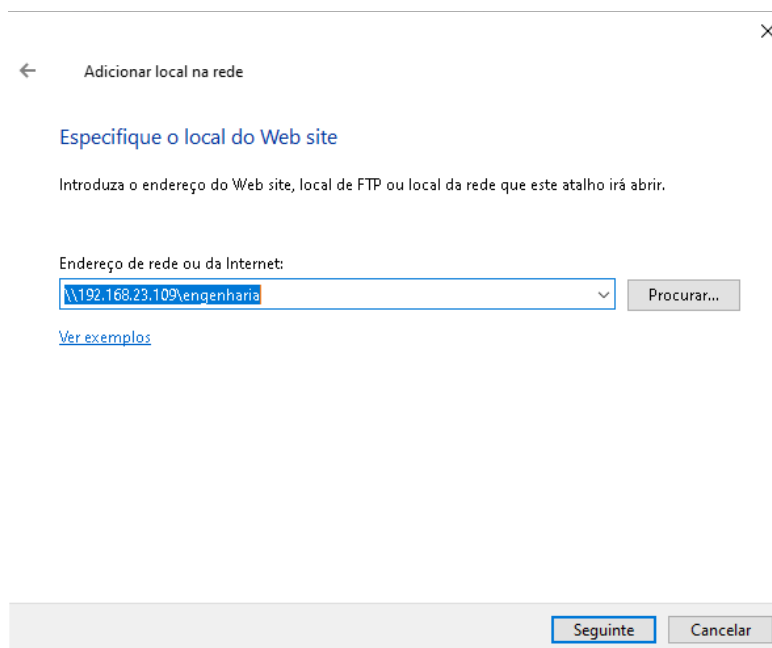 Adicionar local na rede
Especifique o local do Web site
Introduza o endereço do Web site, local de FTP ou local da rede que este atalho irá abrir.
Endereço de rede ou da Internet:
\\192.168.23.109\engenharia
Procurar...
Ver exemplos
Seguinte
Cancelar